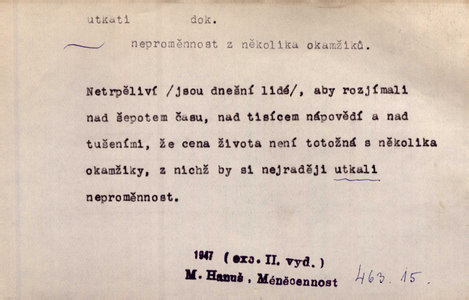 utkati dok.
neproměnnost z několika okamžiků.
Netrpěliví /jsou dnešní lidé/, aby rozjímali
nad šepotem času, nad tisícem nápovědí a nad
tušeními, že cena života není totožná s několika
okamžiky, z nichž by si nejraději utkali
neproměnnost.
1947 (exc. II. vyd.)
M. Hanuš, Méněcennost 463.15.